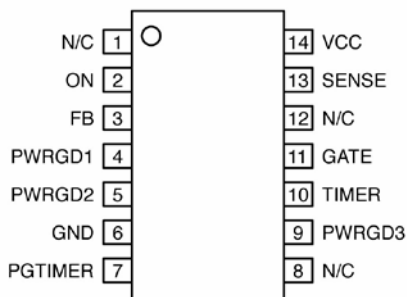 N/C 1 14 VCC
ON 2 13 SENSE
FB 3 12 N/C
PWRGD1 4 11 GATE
PWRGD2 5 10 TIMER
GND 6 9 PWRGD3
PGTIMER 7 8 N/C